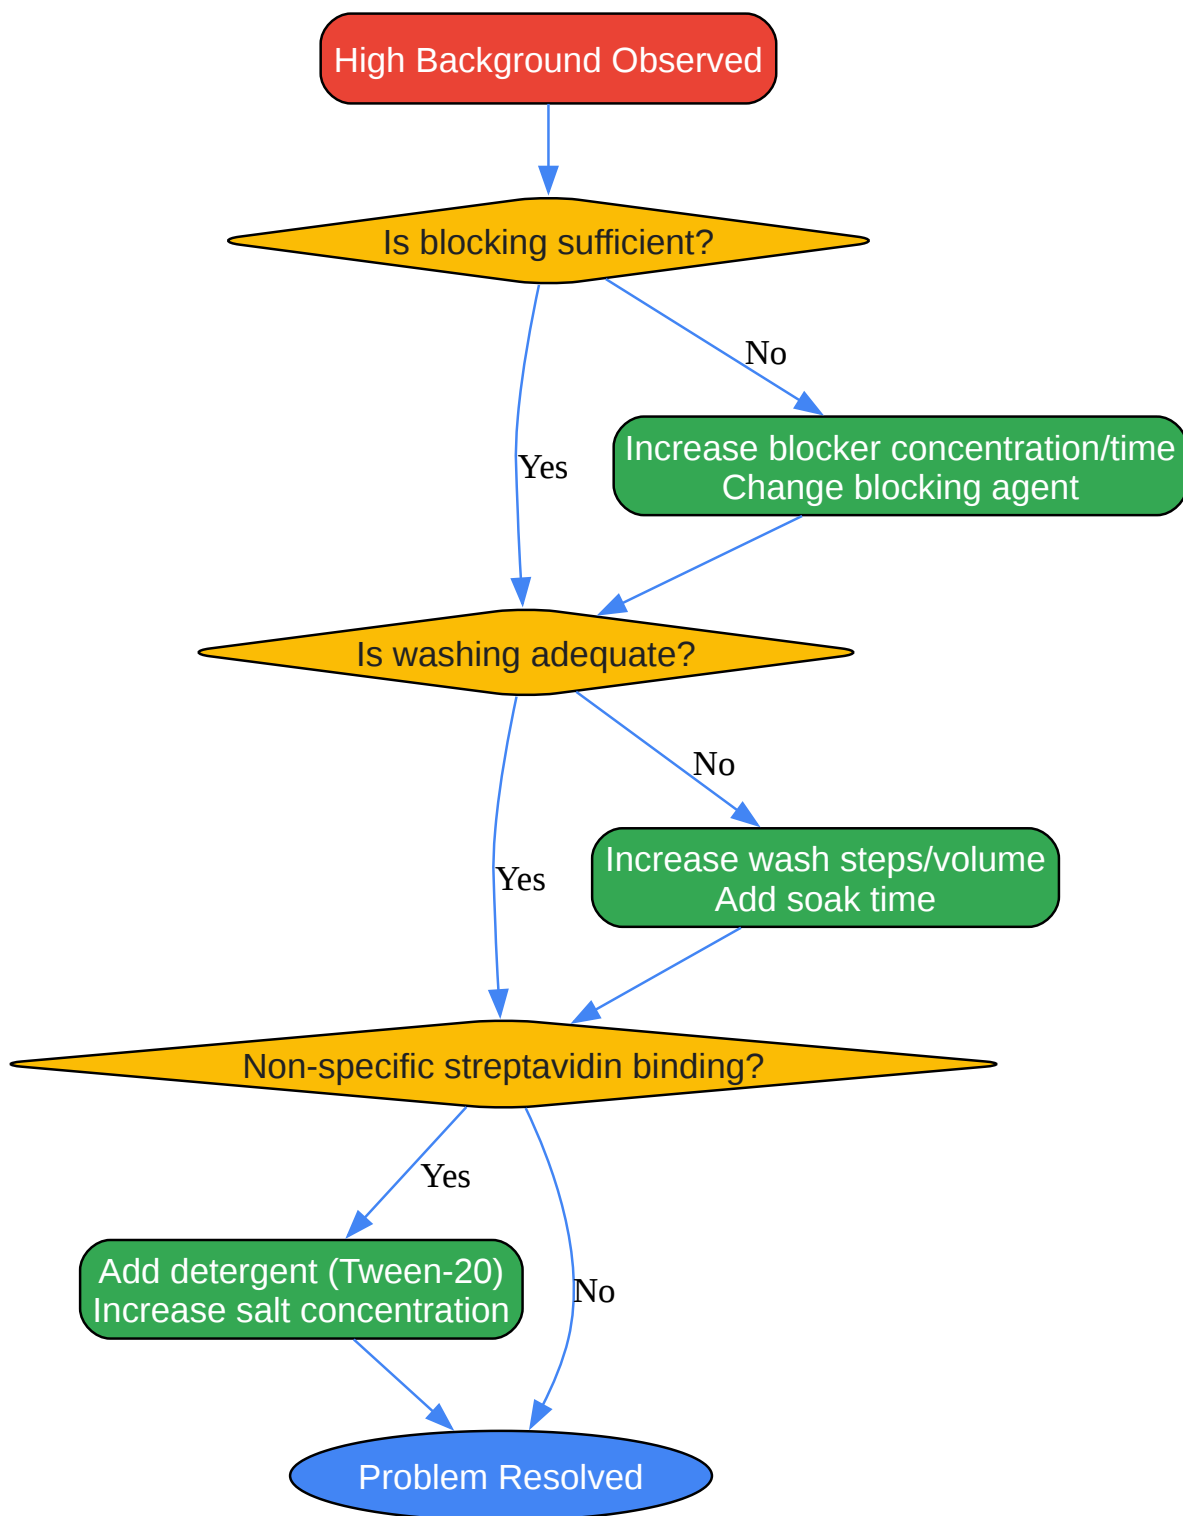 High Background Observed
Is blocking sufficient?
No
Increase blocker concentration/time
Change blocking agent
Yes
Is washing adequate?
No
Increase wash steps/volume
Add soak time
Yes
Non-specific streptavidin binding?
Yes
Add detergent (Tween-20)
Increase salt concentration
No
Problem Resolved